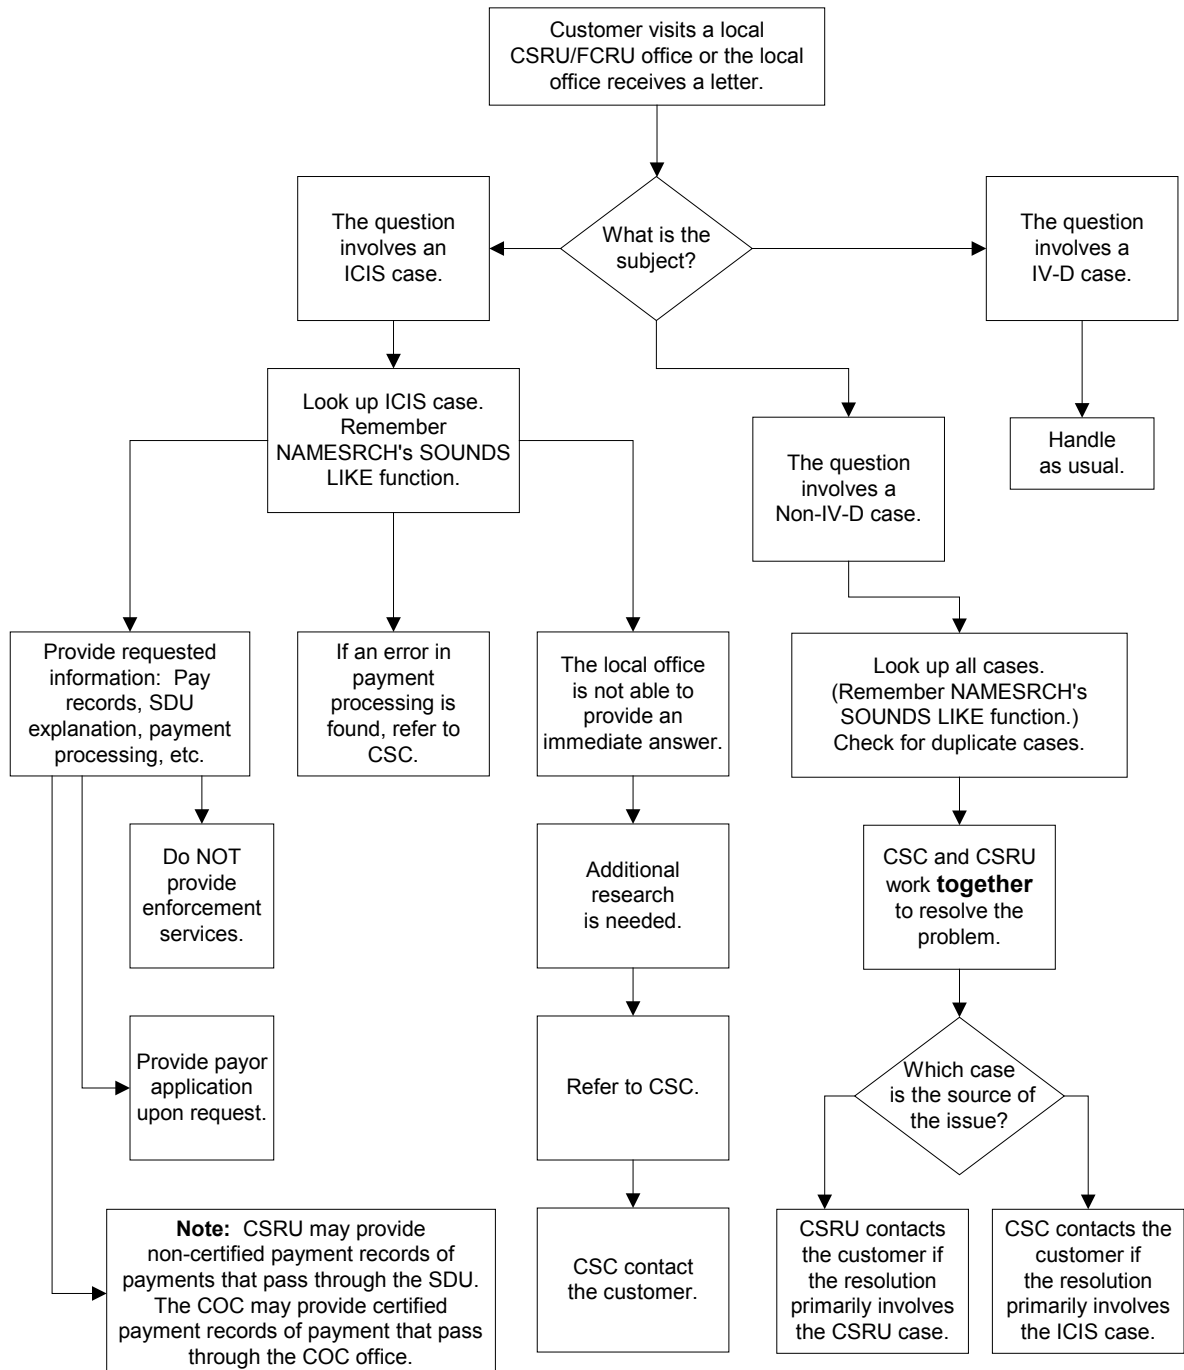 Customer visits a local
CSRU/FCRU office or the local
office receives a letter.
The question
involves an
ICIS case.
What is the
subject?
The question
involves a
IV-D case.
Look up ICIS case.
Remember
NAMESRCH's SOUNDS
LIKE function.
The question
involves a
Non-IV-D case.
Handle
as usual.
Provide requested
information:  Pay
records, SDU
explanation, payment
processing, etc.
If an error in
payment
processing is
found, refer to
CSC.
The local office
is not able to
provide an
immediate answer.
Look up all cases.
(Remember NAMESRCH's
SOUNDS LIKE function.)
Check for duplicate cases.
Do NOT
provide
enforcement
services.
Additional
research
is needed.
CSC and CSRU
work together
to resolve the
problem.
Provide payor
application
upon request.
Refer to CSC.
Which case
is the source of
the issue?
Note:  CSRU may provide
non-certified payment records of
payments that pass through the SDU.
The COC may provide certified
payment records of payment that pass
through the COC office.
CSC contact
the customer.
CSRU contacts
the customer if
the resolution
primarily involves
the CSRU case.
CSC contacts the
customer if
the resolution
primarily involves
the ICIS case.